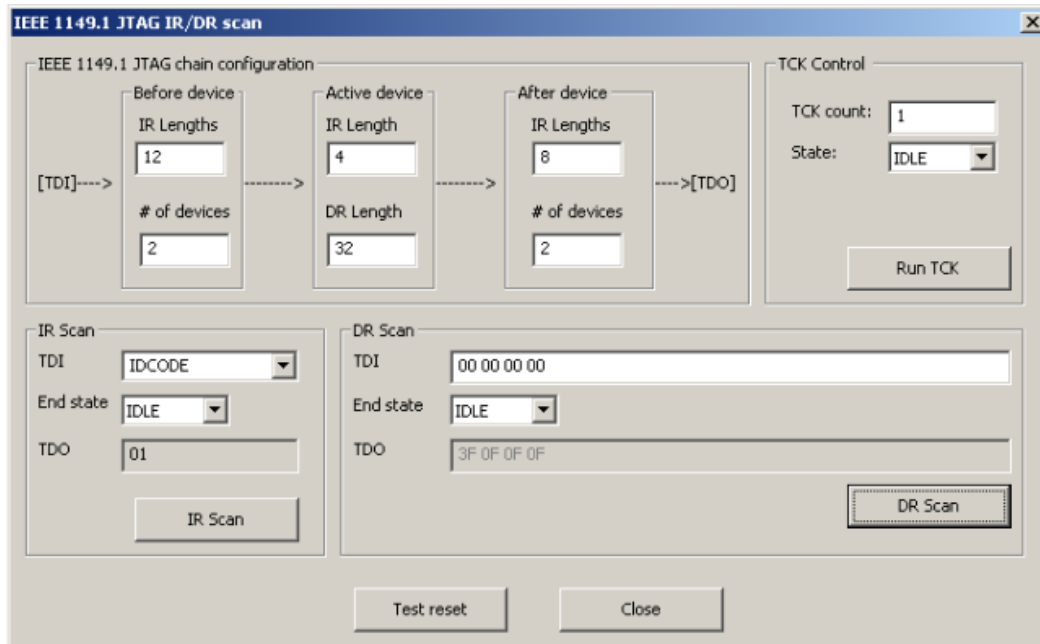 IEEE 1149.1 JTAG IR/DR scan
IEEE 1149.1 JTAG chain configuration
Before device
Active device
After device
IR Lengths
IR Length
IR Lengths
12
4
8
[TDI]---->
-------->
-------->
---->[TDO]
# of devices
DR Length
# of devices
2
32
2
TCK Control
TCK count: 1
State: IDLE
Run TCK
IR Scan
TDI IDCODE
End state IDLE
TDO 01
IR Scan
DR Scan
TDI 00 00 00 00
End state IDLE
TDO 3F 0F 0F 0F
DR Scan
Test reset
Close